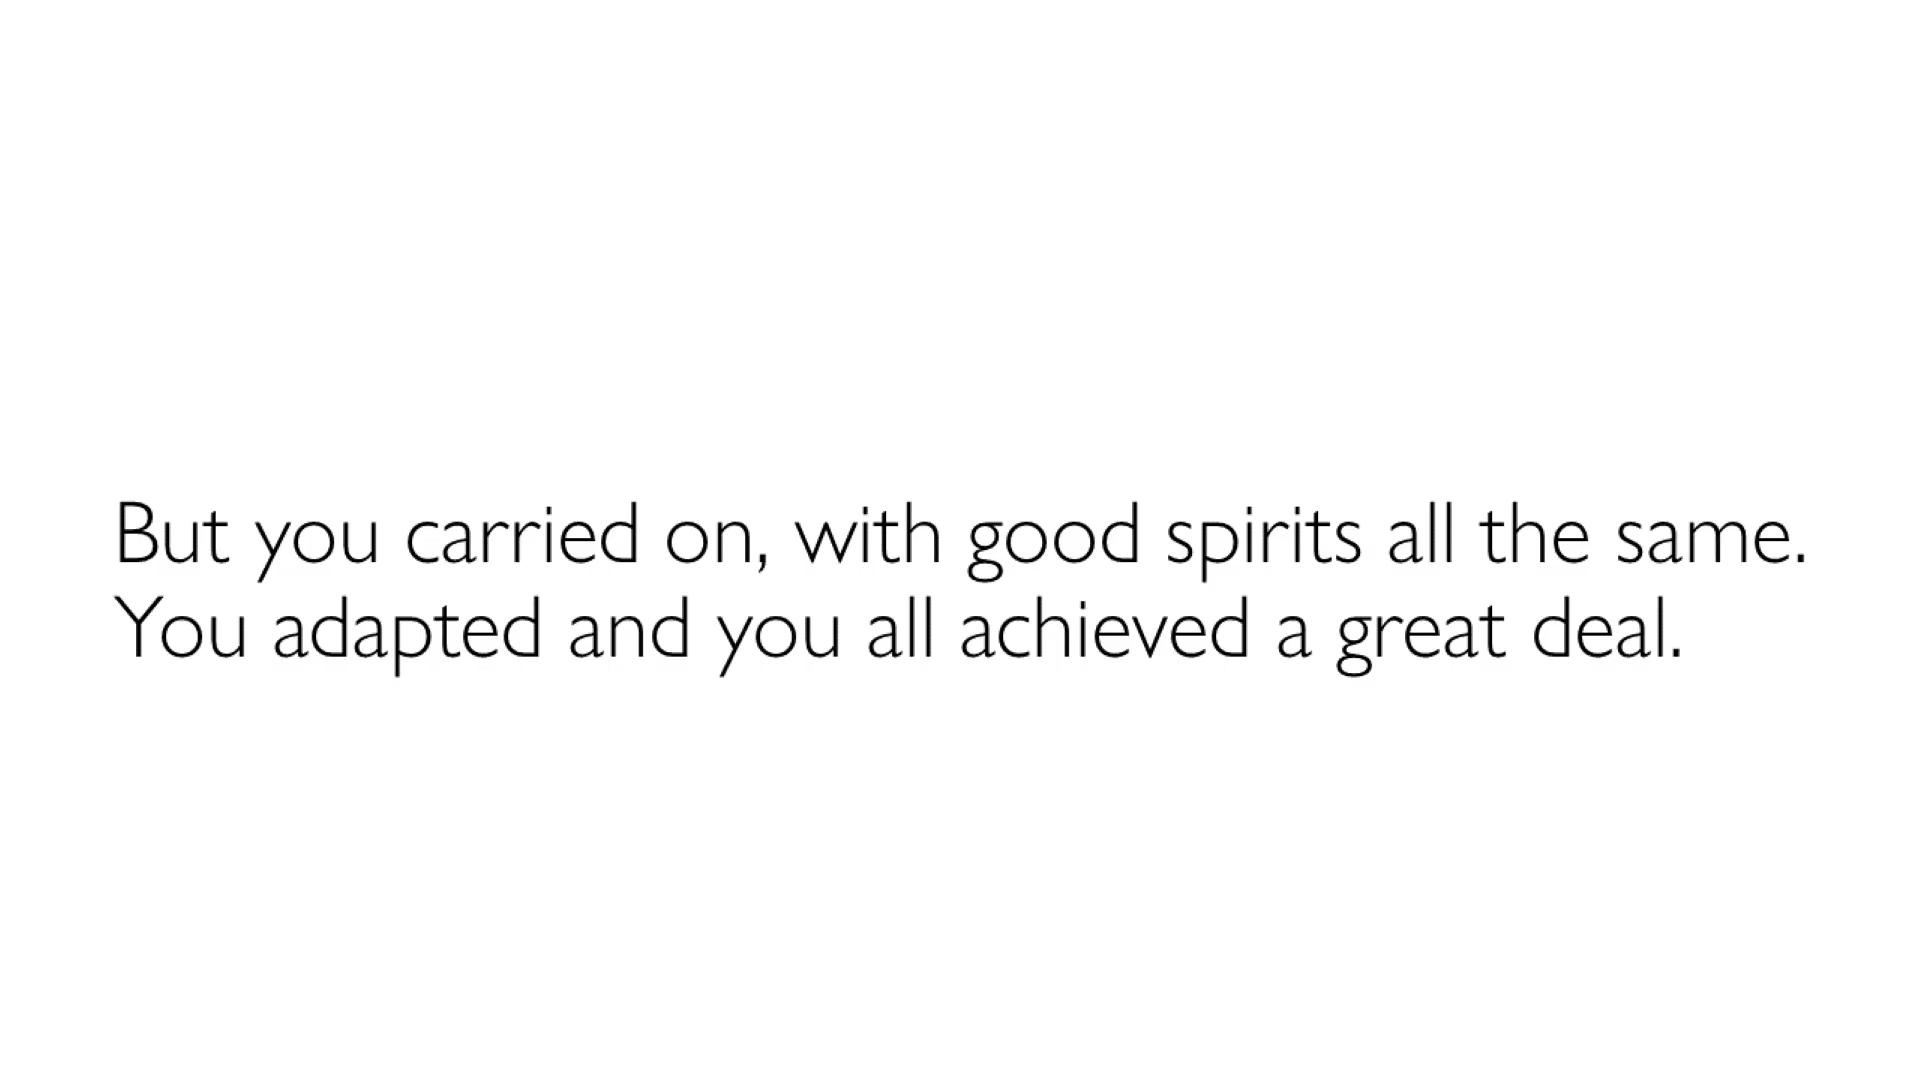 But you carried on, with good spirits all the same.
You adapted and you all achieved a great deal.